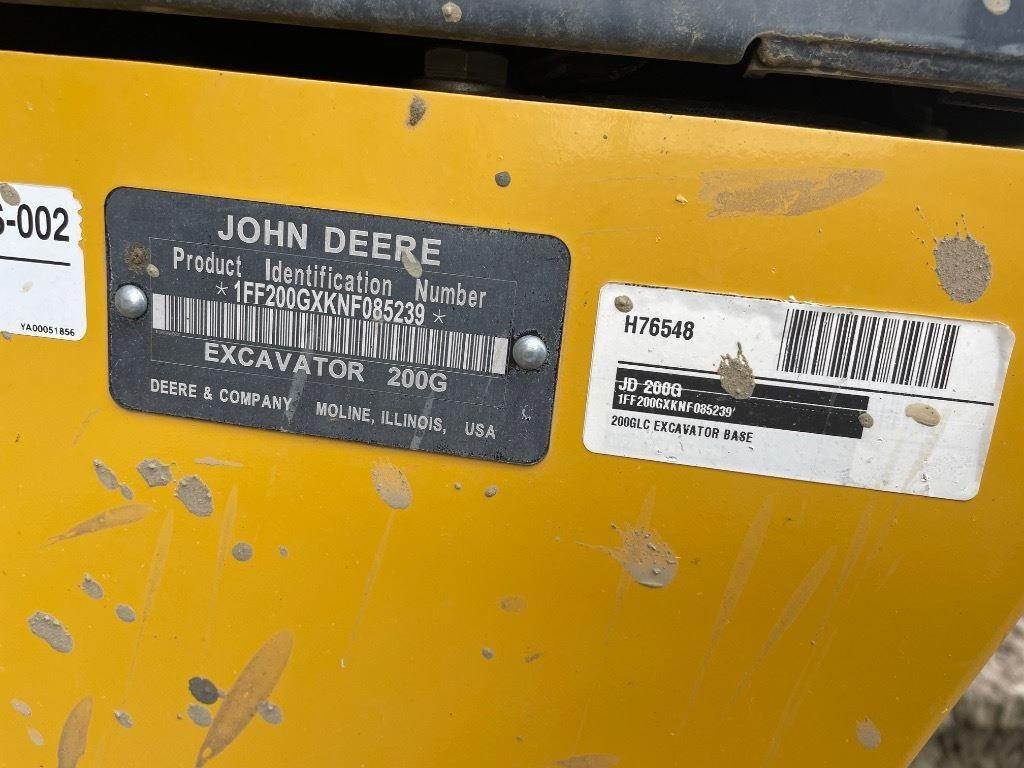 -002
YA00051856
JOHN DEERE
Product Identification Number
*1FF200GXKNF085239*
EXCAVATOR 200G
DEERE & COMPANY MOLINE, ILLINOIS, USA
H76548
JD 200G
1FF200GXKNF085239
200GLC EXCAVATOR BASE